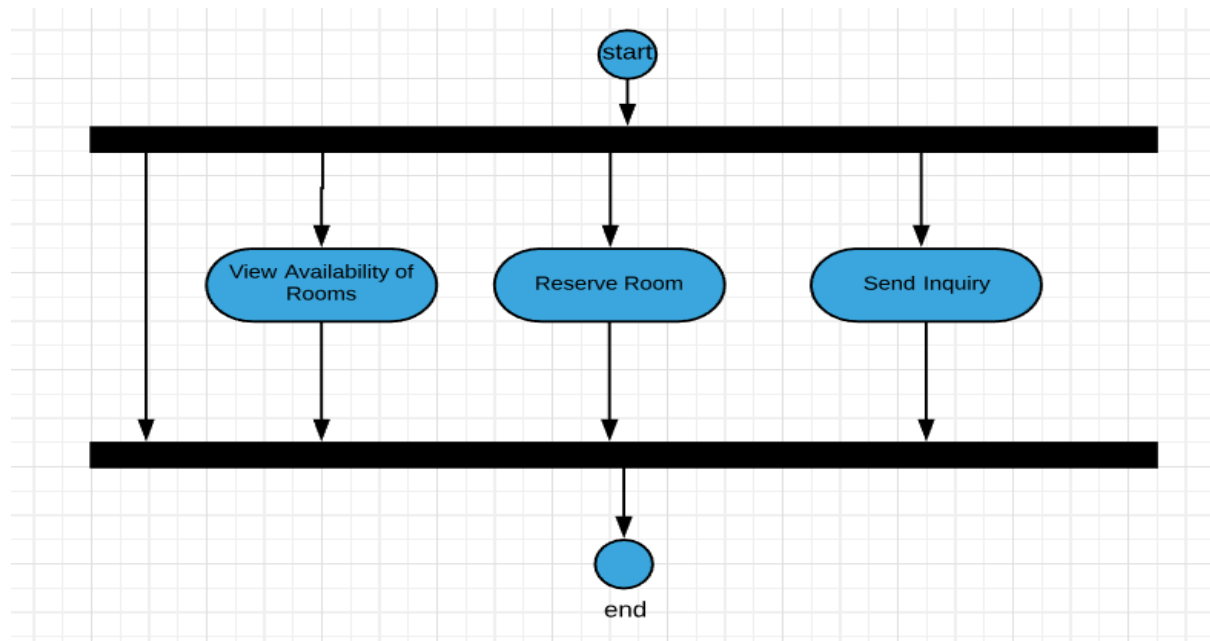 start
View Availability of
Rooms
Reserve Room
Send Inquiry
end